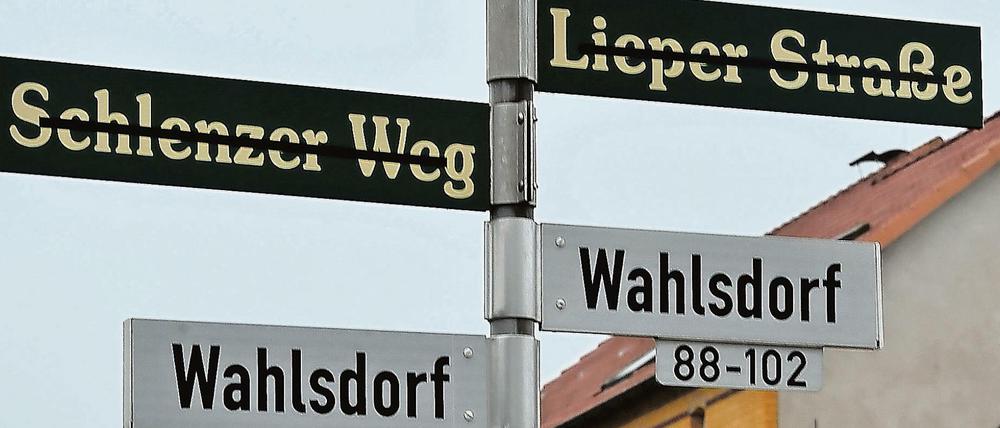 Schlenzer Weg
Lieper Straße
Wahlsdorf
88-102
Wahlsdorf